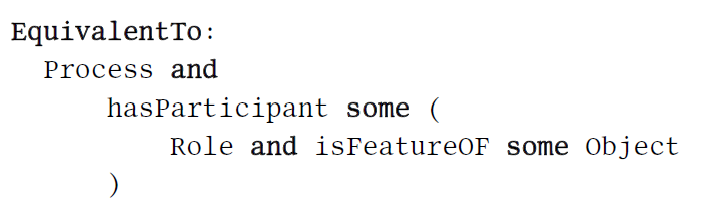 EquivalentTo:
Process and
hasParticipant some (
Role and isFeatureOF some Object
)